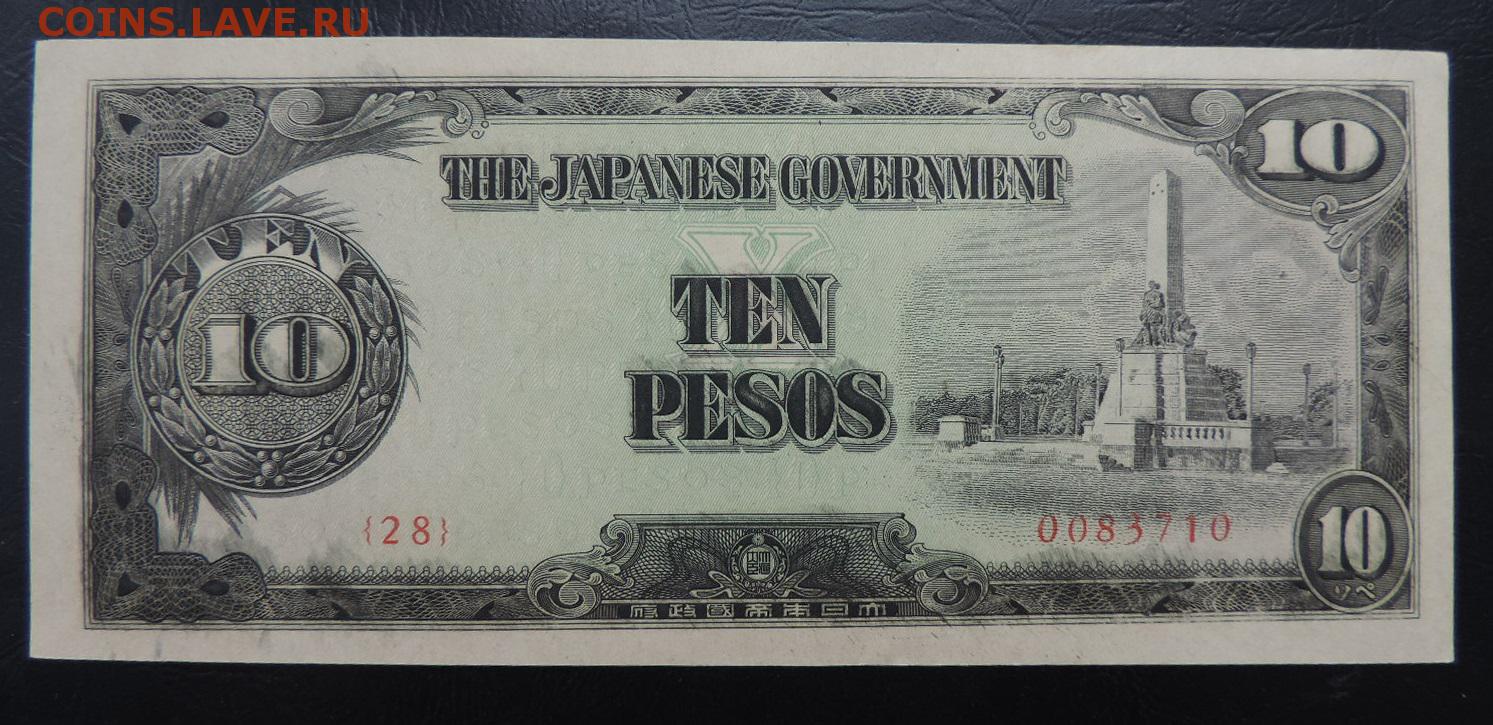 COINS.LAVE.RU
10
THE JAPANESE GOVERNMENT
TEN
10
TEN
PESOS
{28}
0083710
10
府政國帝本日大